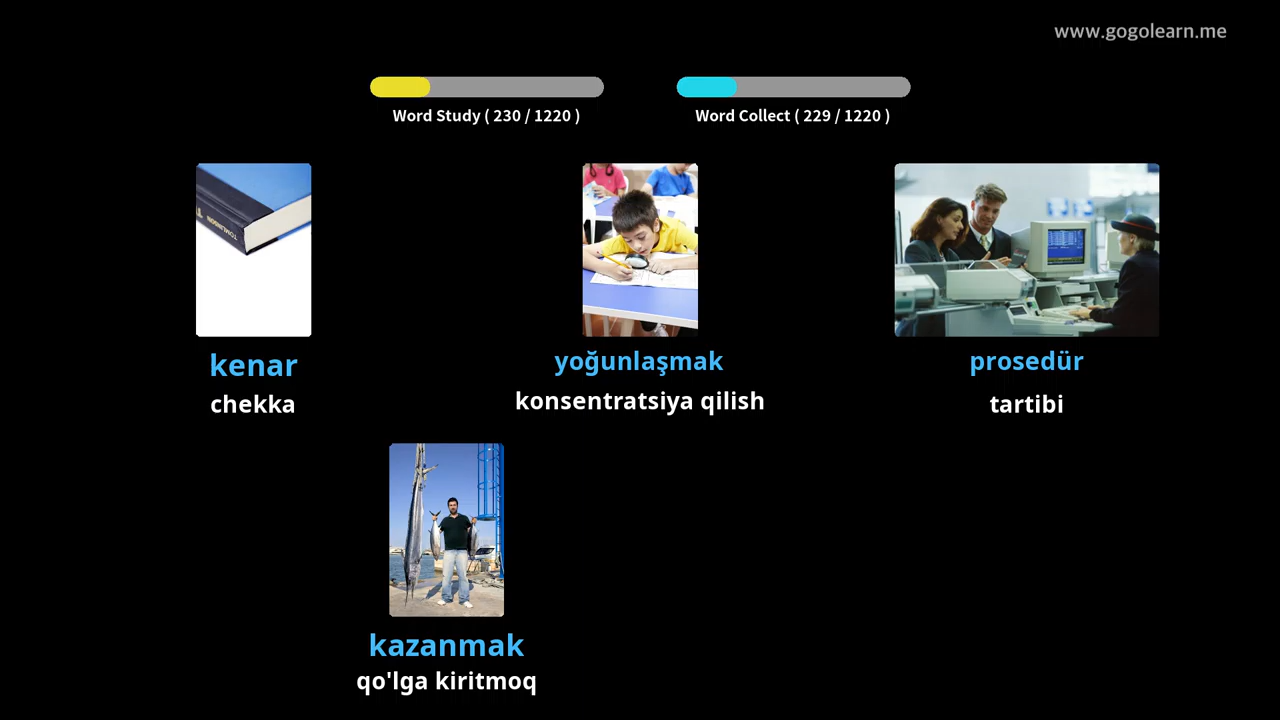 www.gogolearn.me
Word Study ( 230 / 1220 )
Word Collect ( 229 / 1220 )
TOMLINSON
kenar
chekka
yoğunlaşmak
konsentratsiya qilish
prosedür
tartibi
kazanmak
qo'lga kiritmoq